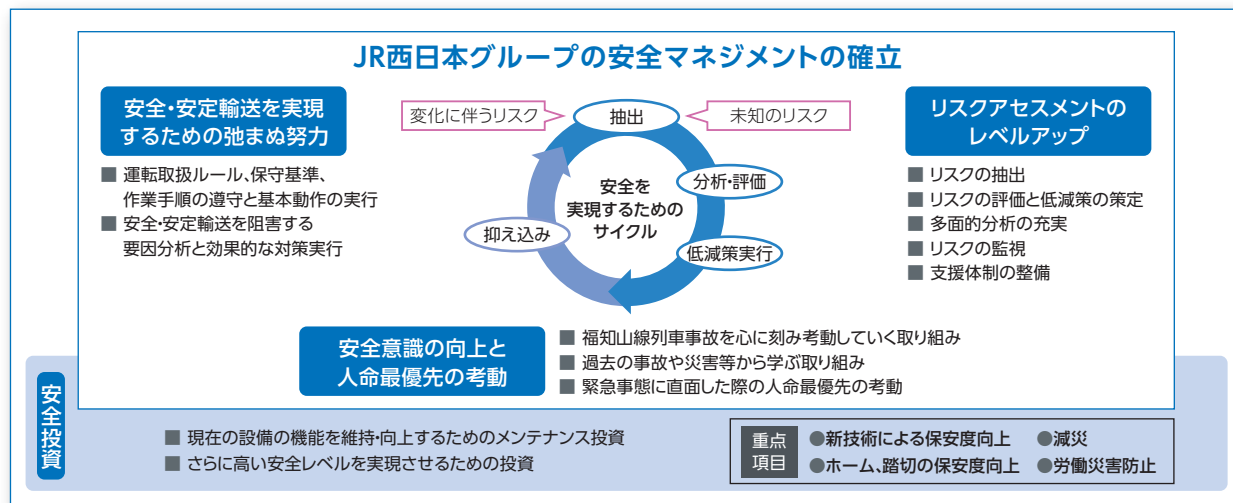 JR西日本グループの安全マネジメントの確立
安全・安定輸送を実現
するための弛まぬ努力
■ 運転取扱ルール、保守基準、
作業手順の遵守と基本動作の実行
■ 安全・安定輸送を阻害する
要因分析と効果的な対策実行
変化に伴うリスク
抽出
未知のリスク
分析・評価
安全を
実現するための
サイクル
抑え込み
低減策実行
リスクアセスメントの
レベルアップ
■ リスクの抽出
■ リスクの評価と低減策の策定
■ 多面的分析の充実
■ リスクの監視
■ 支援体制の整備
安全意識の向上と
人命最優先の考動
■ 福知山線列車事故を心に刻み考動していく取り組み
■ 過去の事故や災害等から学ぶ取り組み
■ 緊急事態に直面した際の人命最優先の考動
安全投資
■ 現在の設備の機能を維持・向上するためのメンテナンス投資
■ さらに高い安全レベルを実現させるための投資
重点
項目
●新技術による保安度向上 ●減災
●ホーム、踏切の保安度向上 ●労働災害防止